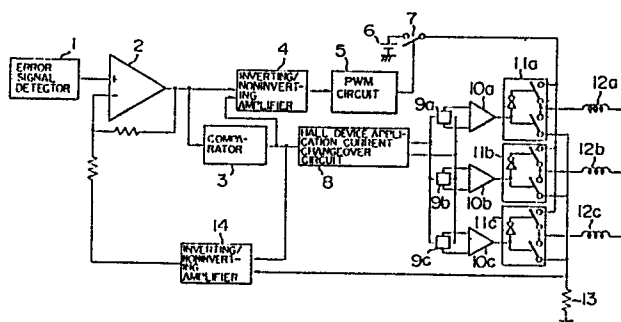 1
ERROR
SIGNAL
DETECTOR
2
+
−
4
INVERTING/
NONINVERT-
ING
AMPLIFIER
5
PWM
CIRCUIT
6
7
COMPA-
RATOR
3
HALL DEVICE APPLI-
CATION CURRENT
CHANGEOVER
CIRCUIT
8
9a
10a
11a
12a
9b
10b
11b
12b
9c
10c
11c
12c
14
INVERTING/
NONINVERT-
ING
AMPLIFIER
13